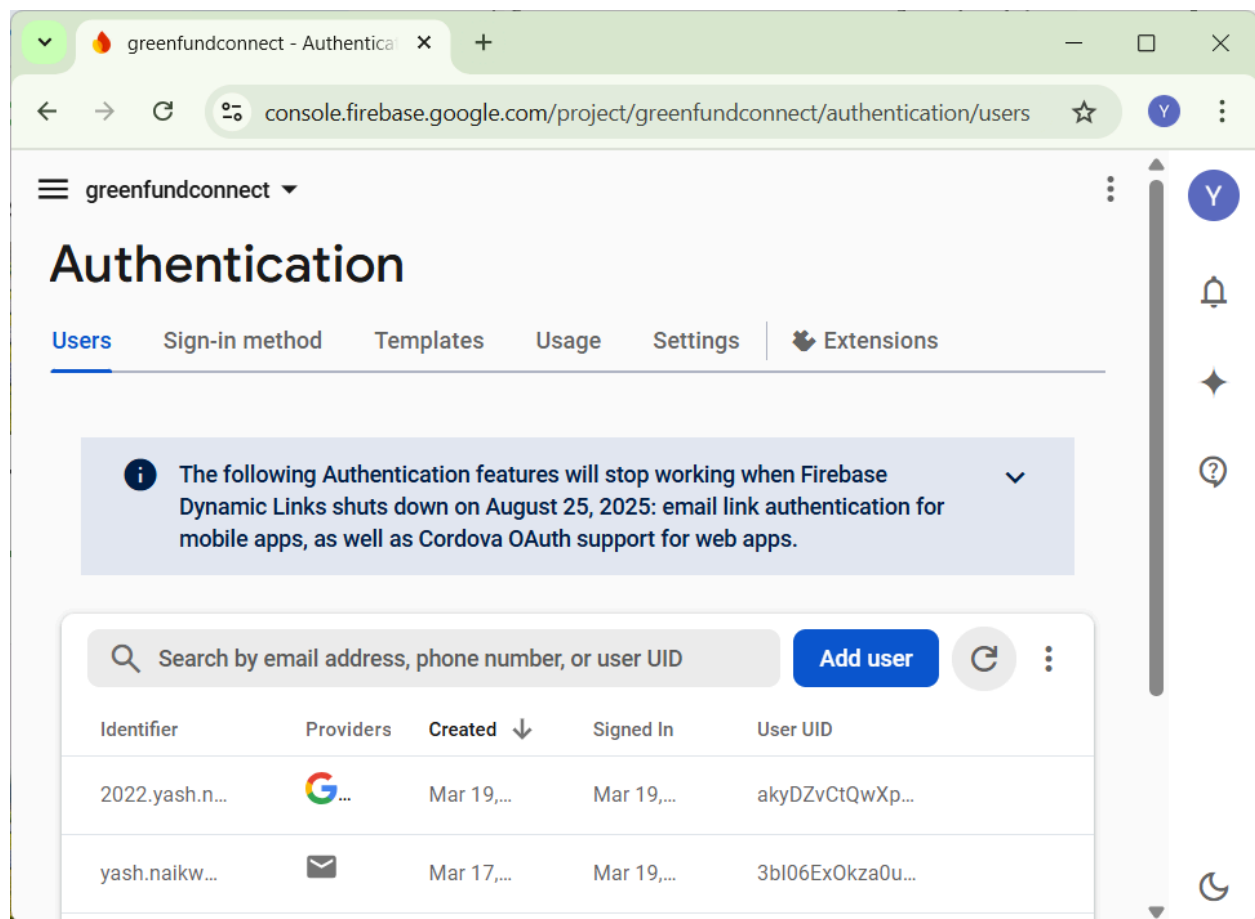 greenfundconnect - Authenticat
console.firebase.google.com/project/greenfundconnect/authentication/users
Y
greenfundconnect
Y
Authentication
Users Sign-in method Templates Usage Settings Extensions
The following Authentication features will stop working when Firebase
Dynamic Links shuts down on August 25, 2025: email link authentication for
mobile apps, as well as Cordova OAuth support for web apps.
Search by email address, phone number, or user UID Add user
Identifier Providers Created Signed In User UID
2022.yash.n... ... Mar 19,... Mar 19,... akyDZvCtQwXp...
yash.naikw... Mar 17,... Mar 19,... 3bI06ExOkza0u...